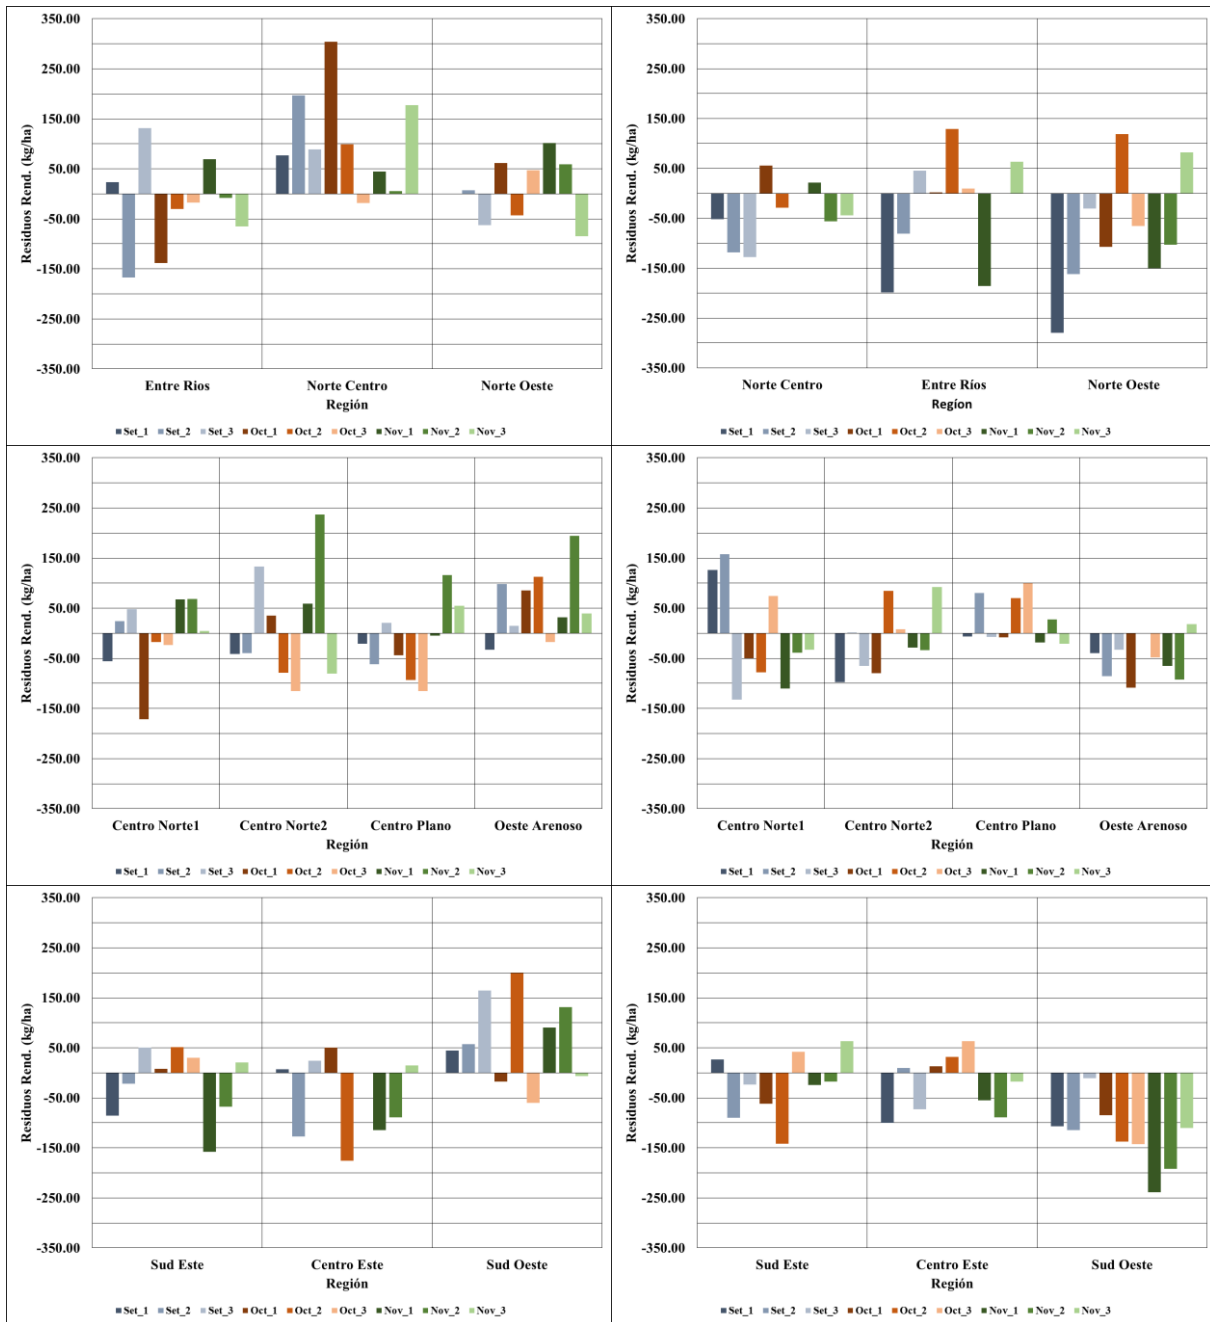 350.00
250.00
150.00
50.00
-50.00
-150.00
-250.00
-350.00
Residuos Rend. (kg/ha)
Entre Rios Norte Centro Norte Oeste
Región
Set_1 Set_2 Set_3 Oct_1 Oct_2 Oct_3 Nov_1 Nov_2 Nov_3
350.00
250.00
150.00
50.00
-50.00
-150.00
-250.00
-350.00
Residuos Rend. (kg/ha)
Norte Centro Entre Ríos Norte Oeste
Regíon
Set_1 Set_2 Set_3 Oct_1 Oct_2 Oct_3 Nov_1 Nov_2 Nov_3
350.00
250.00
150.00
50.00
-50.00
-150.00
-250.00
-350.00
Residuos Rend. (kg/ha)
Centro Norte1 Centro Norte2 Centro Plano Oeste Arenoso
Región
Set_1 Set_2 Set_3 Oct_1 Oct_2 Oct_3 Nov_1 Nov_2 Nov_3
350.00
250.00
150.00
50.00
-50.00
-150.00
-250.00
-350.00
Residuos Rend. (kg/ha)
Centro Norte1 Centro Norte2 Centro Plano Oeste Arenoso
Región
Set_1 Set_2 Set_3 Oct_1 Oct_2 Oct_3 Nov_1 Nov_2 Nov_3
350.00
250.00
150.00
50.00
-50.00
-150.00
-250.00
-350.00
Residuos Rend. (kg/ha)
Sud Este Centro Este Sud Oeste
Región
Set_1 Set_2 Set_3 Oct_1 Oct_2 Oct_3 Nov_1 Nov_2 Nov_3
350.00
250.00
150.00
50.00
-50.00
-150.00
-250.00
-350.00
Residuos Rend. (kg/ha)
Sud Este Centro Este Sud Oeste
Región
Set_1 Set_2 Set_3 Oct_1 Oct_2 Oct_3 Nov_1 Nov_2 Nov_3